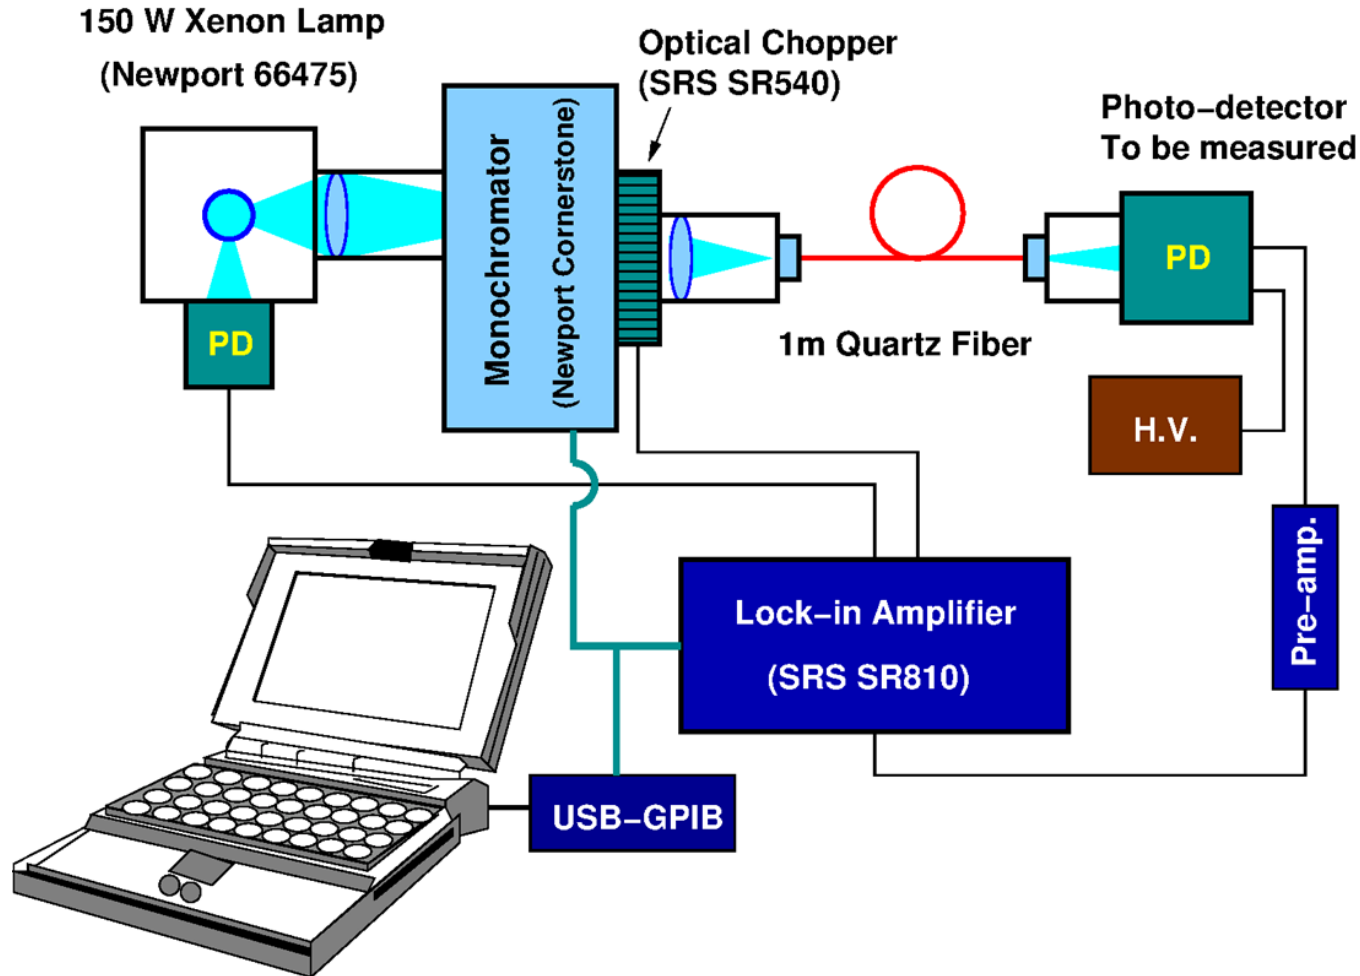 150 W Xenon Lamp
(Newport 66475)
Optical Chopper
(SRS SR540)
Photo−detector
To be measured
Monochromator
(Newport Cornerstone)
PD
PD
1m Quartz Fiber
H.V.
Pre−amp.
Lock−in Amplifier
(SRS SR810)
USB−GPIB